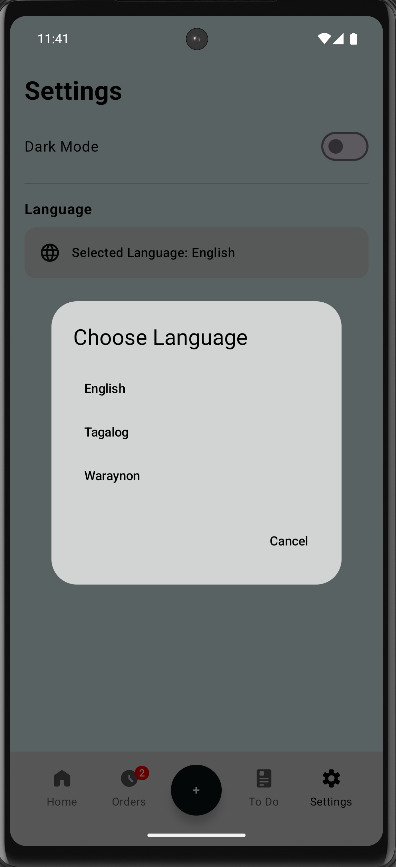 11:41
Settings
Dark Mode
Language
Selected Language: English
Choose Language
English
Tagalog
Waraynon
Cancel
2
+
Home
Orders
To Do
Settings